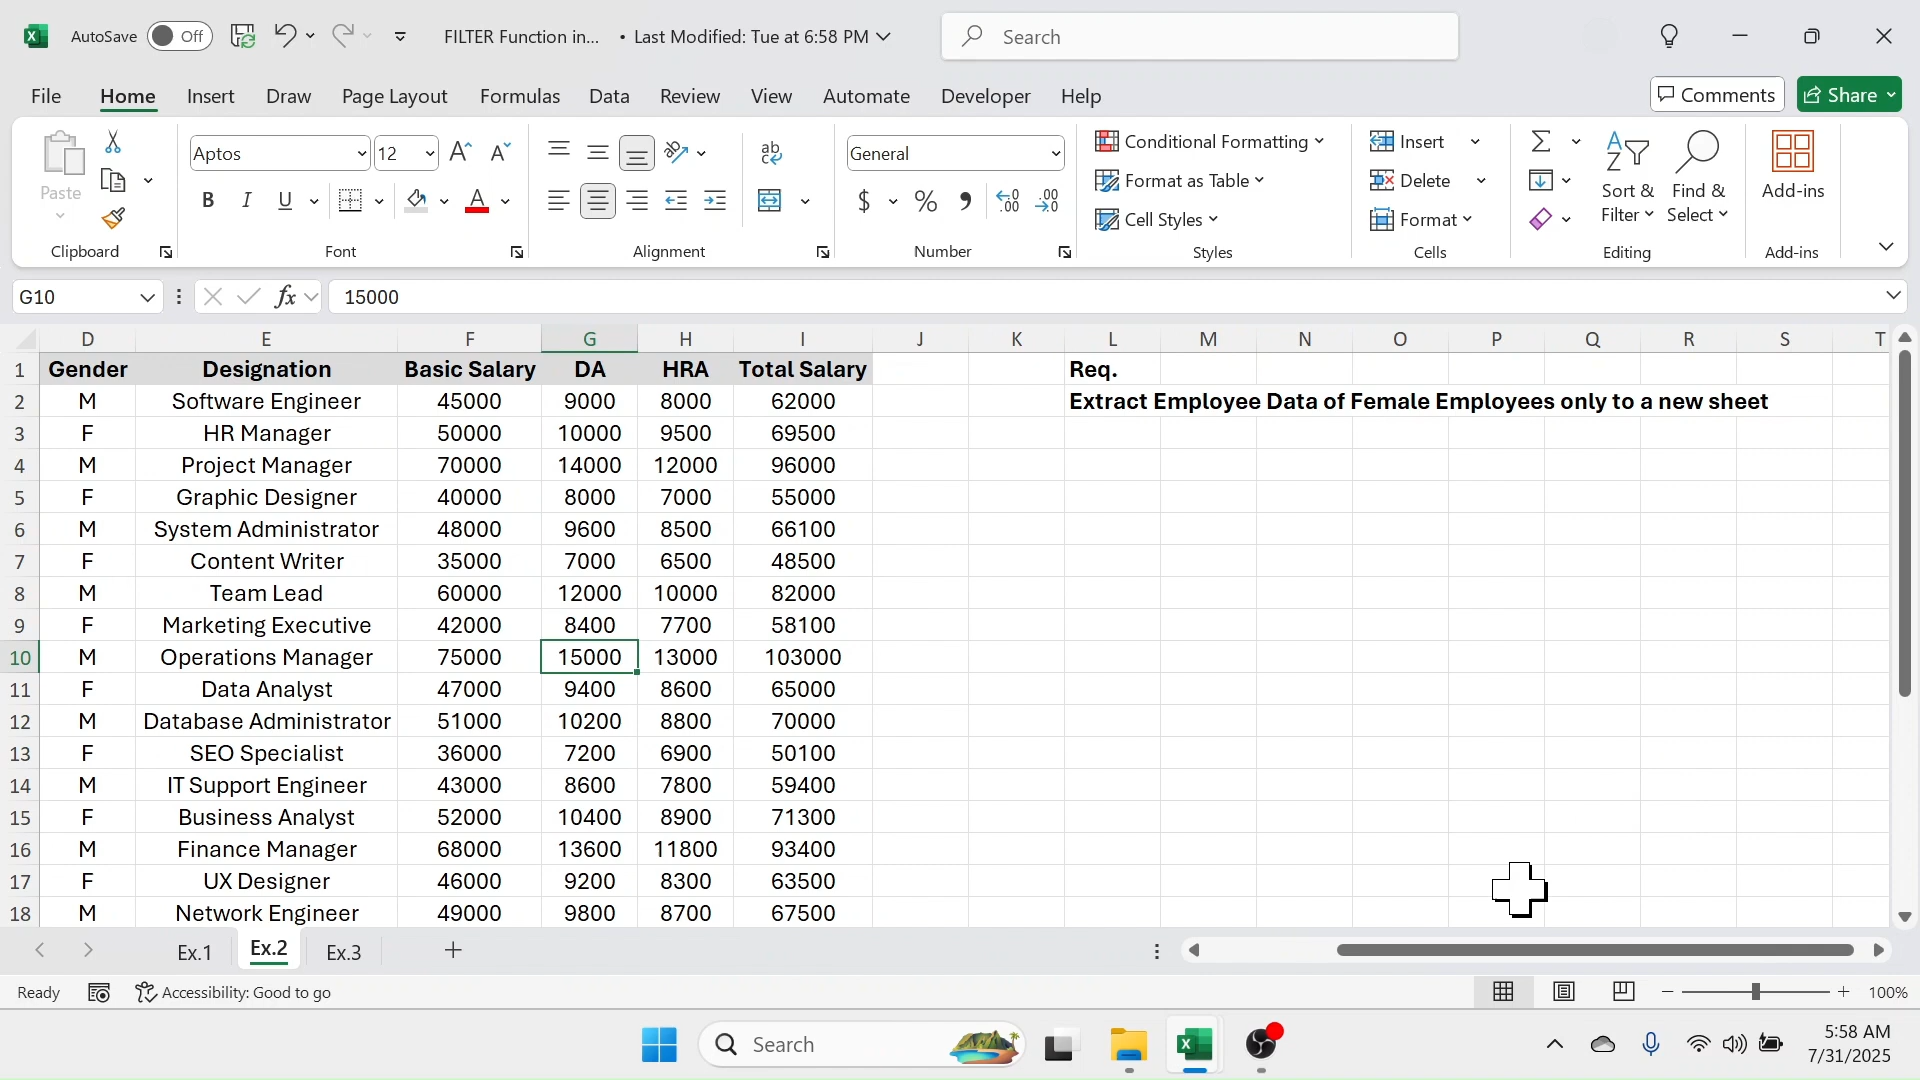 AutoSave Off FILTER Function in... • Last Modified: Tue at 6:58 PM Search
File Home Insert Draw Page Layout Formulas Data Review View Automate Developer Help Comments Share
Paste Aptos 12 General Conditional Formatting Insert
Format as Table Delete Sort & Filter Find & Select Add-ins
Cell Styles Format
Clipboard Font Alignment Number Styles Cells Editing Add-ins
G10 fx 15000
D E F G H I J K L M N O P Q R S T
1 Gender Designation Basic Salary DA HRA Total Salary Req.
2 M Software Engineer 45000 9000 8000 62000 Extract Employee Data of Female Employees only to a new sheet
3 F HR Manager 50000 10000 9500 69500
4 M Project Manager 70000 14000 12000 96000
5 F Graphic Designer 40000 8000 7000 55000
6 M System Administrator 48000 9600 8500 66100
7 F Content Writer 35000 7000 6500 48500
8 M Team Lead 60000 12000 10000 82000
9 F Marketing Executive 42000 8400 7700 58100
10 M Operations Manager 75000 15000 13000 103000
11 F Data Analyst 47000 9400 8600 65000
12 M Database Administrator 51000 10200 8800 70000
13 F SEO Specialist 36000 7200 6900 50100
14 M IT Support Engineer 43000 8600 7800 59400
15 F Business Analyst 52000 10400 8900 71300
16 M Finance Manager 68000 13600 11800 93400
17 F UX Designer 46000 9200 8300 63500
18 M Network Engineer 49000 9800 8700 67500
Ex.1 Ex.2 Ex.3
Ready Accessibility: Good to go 100%
Search 5:58 AM
7/31/2025